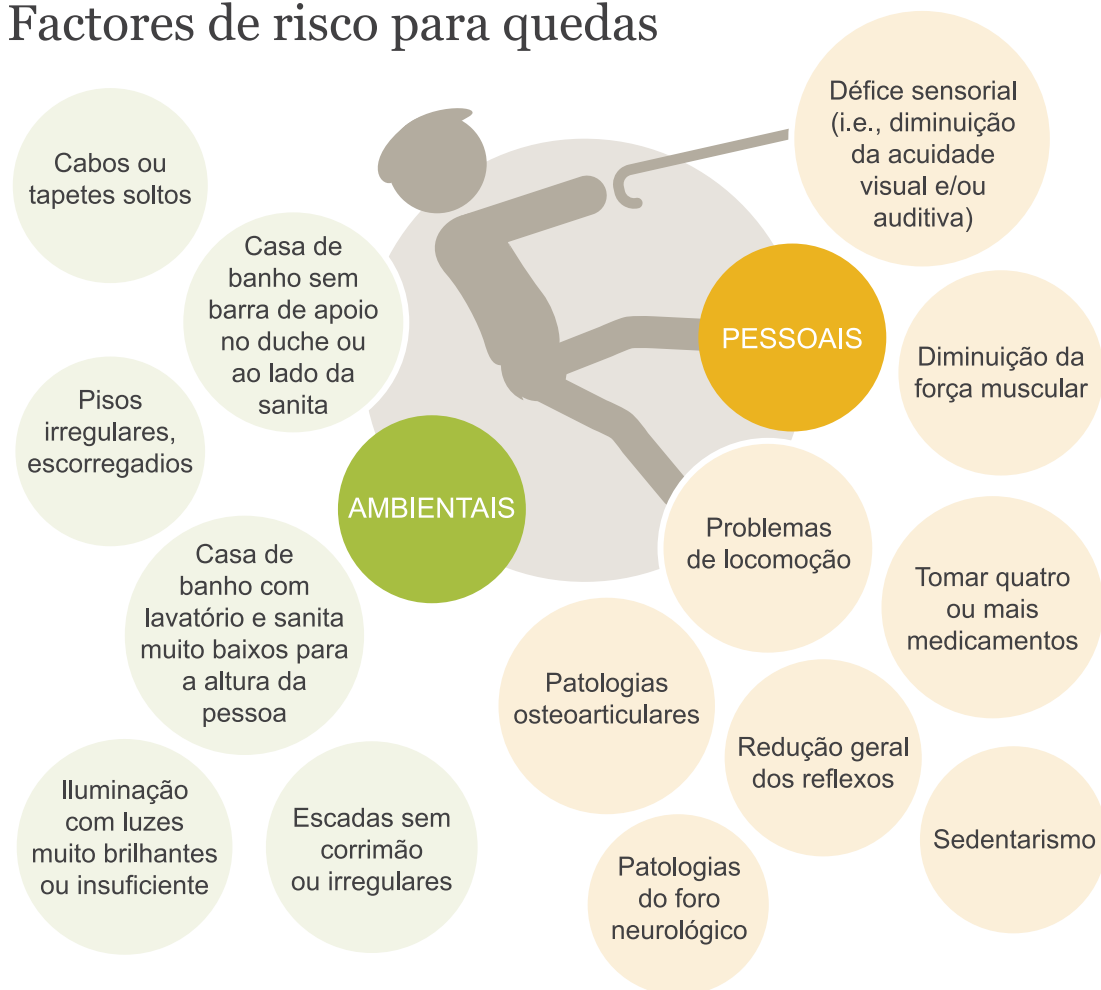 Factores de risco para quedas
Cabos ou
tapetes soltos
Casa de
banho sem
barra de apoio
no duche ou
ao lado da
sanita
Pisos
irregulares,
escorregadios
AMBIENTAIS
Casa de
banho com
lavatório e sanita
muito baixos para
a altura da
pessoa
Iluminação
com luzes
muito brilhantes
ou insuficiente
Escadas sem
corrimão
ou irregulares
Défice sensorial
(i.e., diminuição
da acuidade
visual e/ou
auditiva)
PESSOAIS
Diminuição da
força muscular
Problemas
de locomoção
Tomar quatro
ou mais
medicamentos
Patologias
osteoarticulares
Redução geral
dos reflexos
Sedentarismo
Patologias
do foro
neurológico